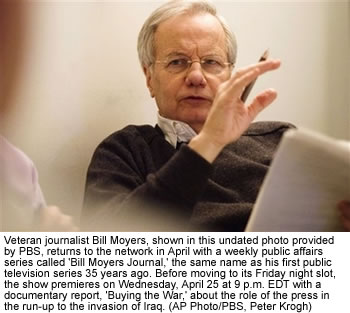 Veteran journalist Bill Moyers, shown in this undated photo provided
by PBS, returns to the network in April with a weekly public affairs
series called 'Bill Moyers Journal,' the same name as his first public
television series 35 years ago. Before moving to its Friday night slot,
the show premieres on Wednesday, April 25 at 9 p.m. EDT with a
documentary report, 'Buying the War,' about the role of the press in
the run-up to the invasion of Iraq. (AP Photo/PBS, Peter Krogh)